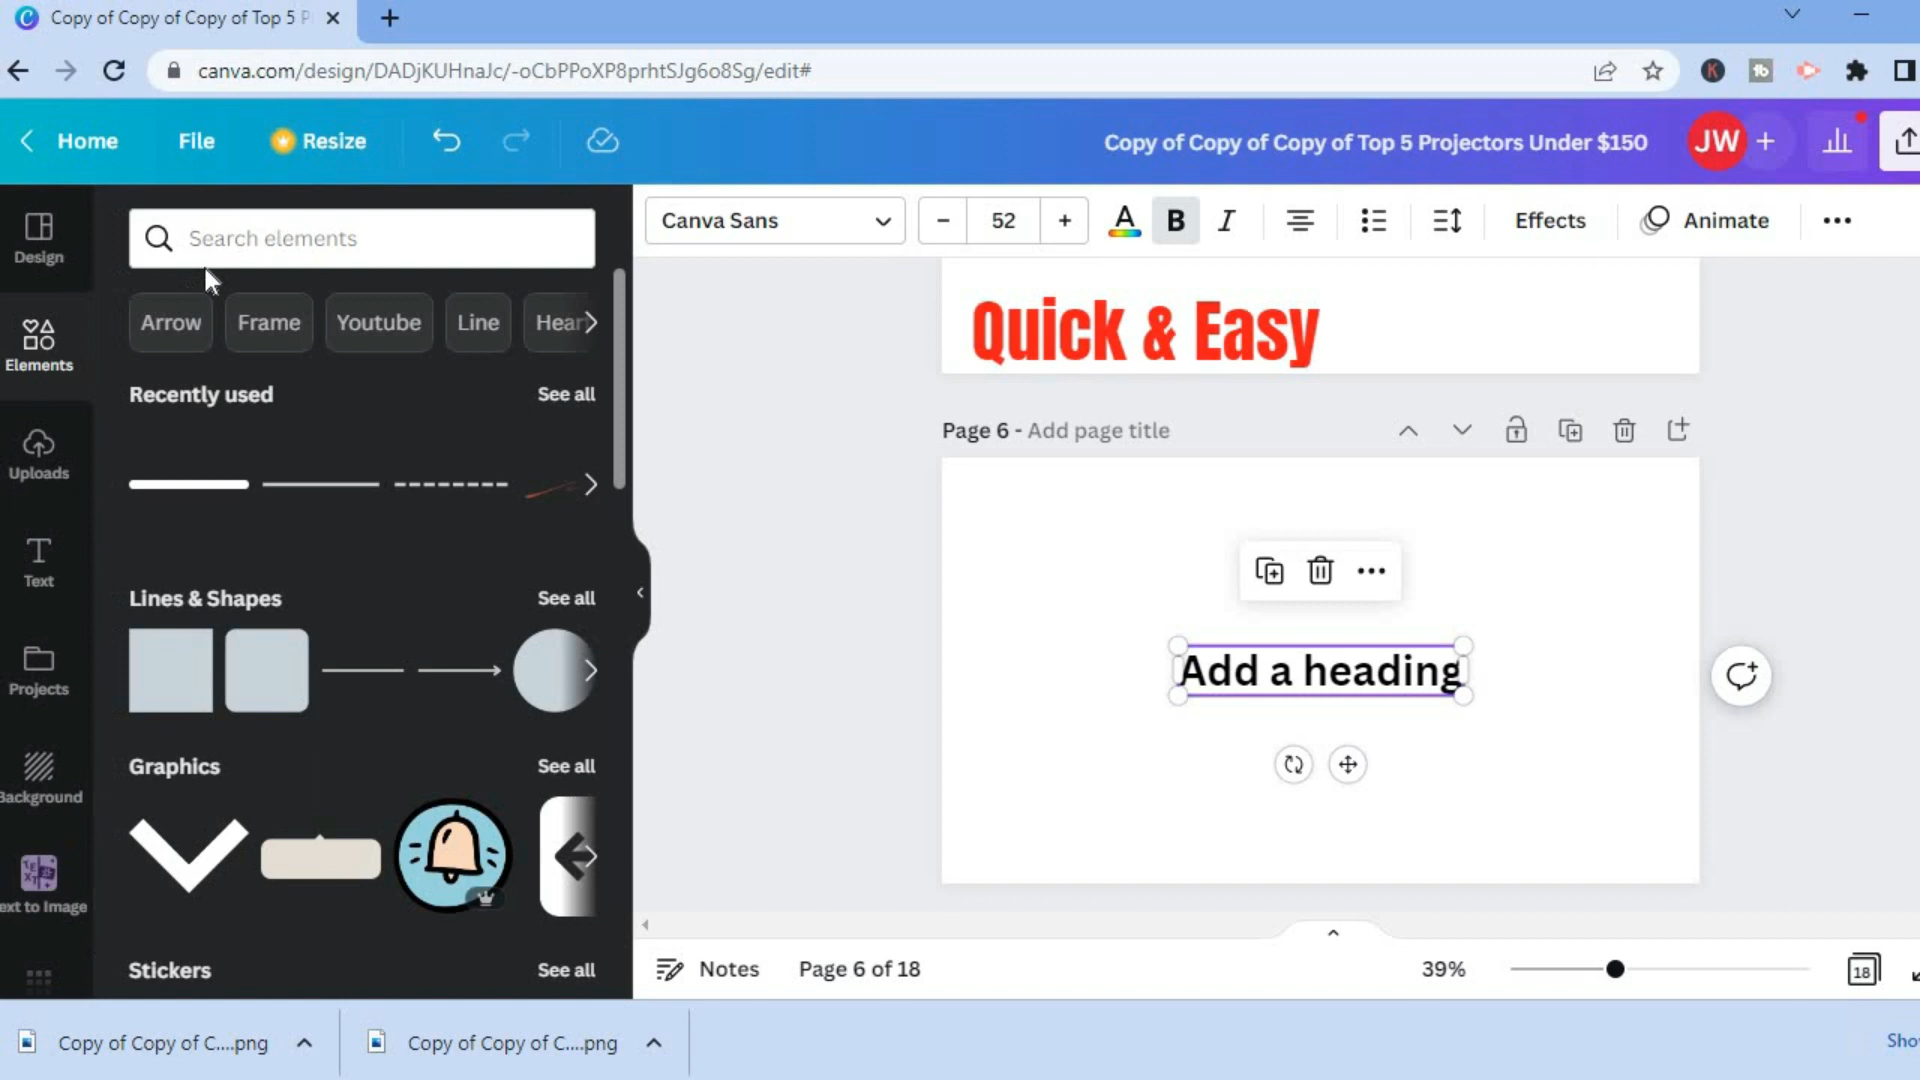 Copy of Copy of Copy of Top 5 P
canva.com/design/DADjKUHnaJc/-oCbPPoXP8prhtSJg6o8Sg/edit#
Home File Resize Copy of Copy of Copy of Top 5 Projectors Under $150 JW
Search elements
Canva Sans 52 A B I Effects Animate
Design
Arrow Frame Youtube Line Hear
Quick & Easy
Elements
Recently used See all
Page 6 - Add page title
Uploads
Lines & Shapes See all
Text
Add a heading
Projects
Graphics See all
Background
ext to Image
Stickers See all
Notes Page 6 of 18 39% 18
Copy of Copy of C....png Copy of Copy of C....png Sho